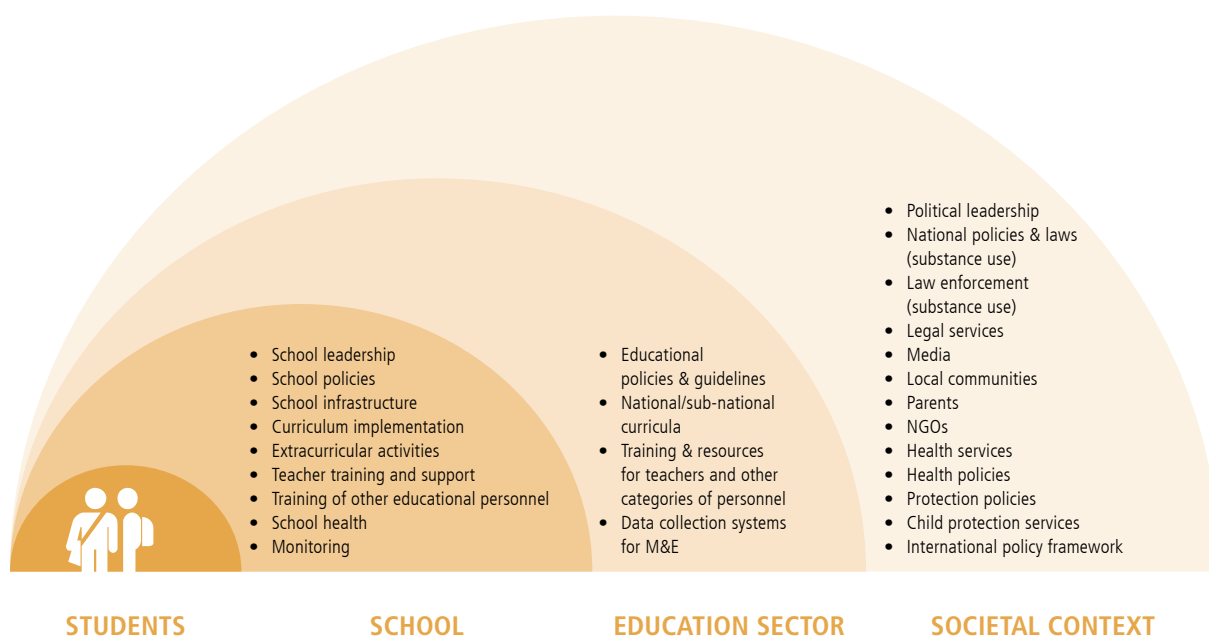 • School leadership
• School policies
• School infrastructure
• Curriculum implementation
• Extracurricular activities
• Teacher training and support
• Training of other educational personnel
• School health
• Monitoring
• Educational
policies & guidelines
• National/sub-national
curricula
• Training & resources
for teachers and other
categories of personnel
• Data collection systems
for M&E
• Political leadership
• National policies & laws
(substance use)
• Law enforcement
(substance use)
• Legal services
• Media
• Local communities
• Parents
• NGOs
• Health services
• Health policies
• Protection policies
• Child protection services
• International policy framework
STUDENTS
SCHOOL
EDUCATION SECTOR
SOCIETAL CONTEXT